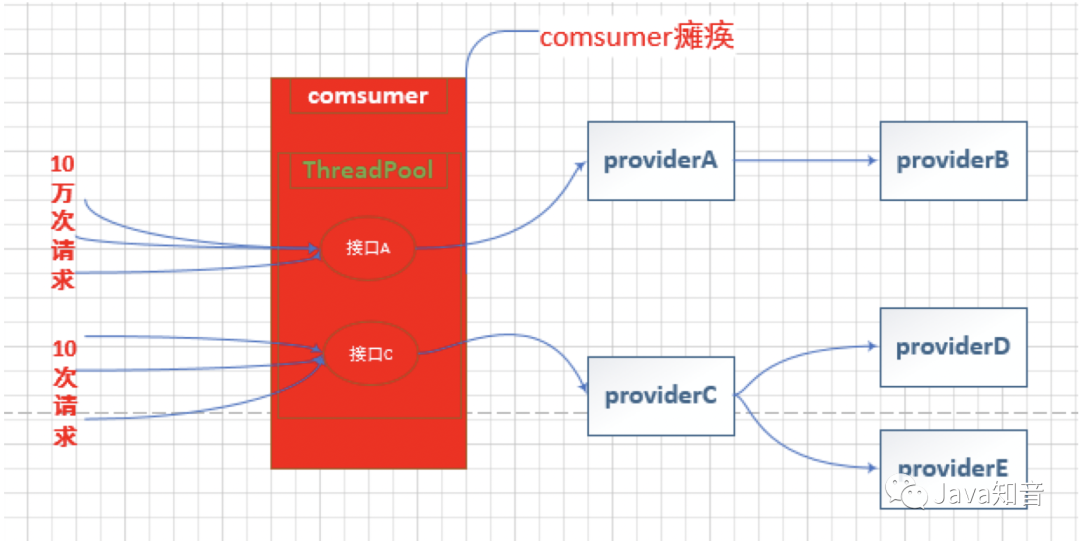 comsumer瘫痪
comsumer
ThreadPool
10
万
次
请
求
接口A
providerA
providerB
10
次
请
求
接口C
providerC
providerD
providerE
Java知音